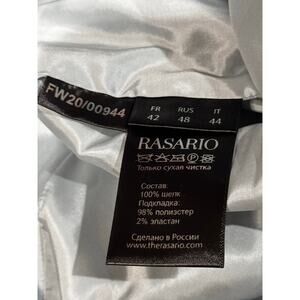 FW20/00944
FR RUS IT
42 48 44
RASARIO
Только сухая чистка
Состав:
100% шелк
Подкладка:
98% полиэстер
2% эластан
Сделано в России
www.therasario.com